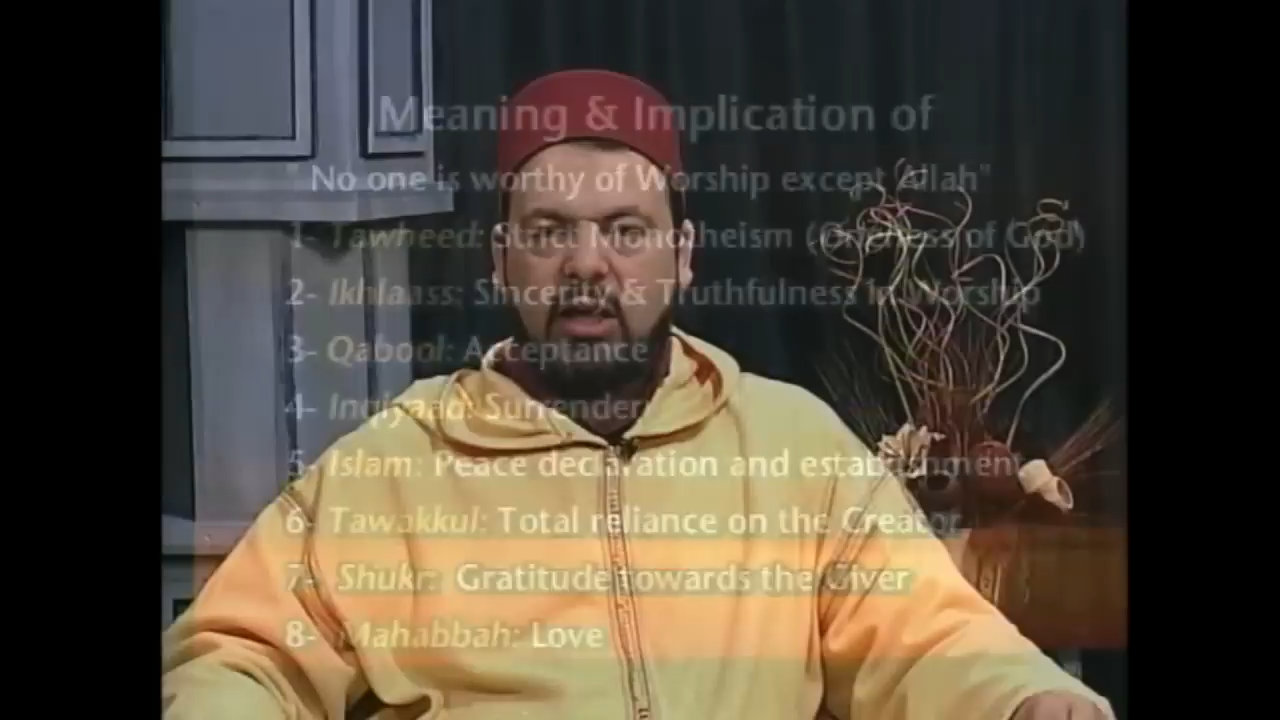 Meaning & Implication of
" No one is worthy of Worship except Allah"
1- Tawheed: Strict Monotheism (Oneness of God)
2- Ikhlaass: Sincerity & Truthfulness in Worship
3- Qabool: Acceptance
4- Inqiyaad: Surrender
5- Islam: Peace declaration and establishment
6- Tawakkul: Total reliance on the Creator
7- Shukr: Gratitude towards the Giver
8- Mahabbah: Love